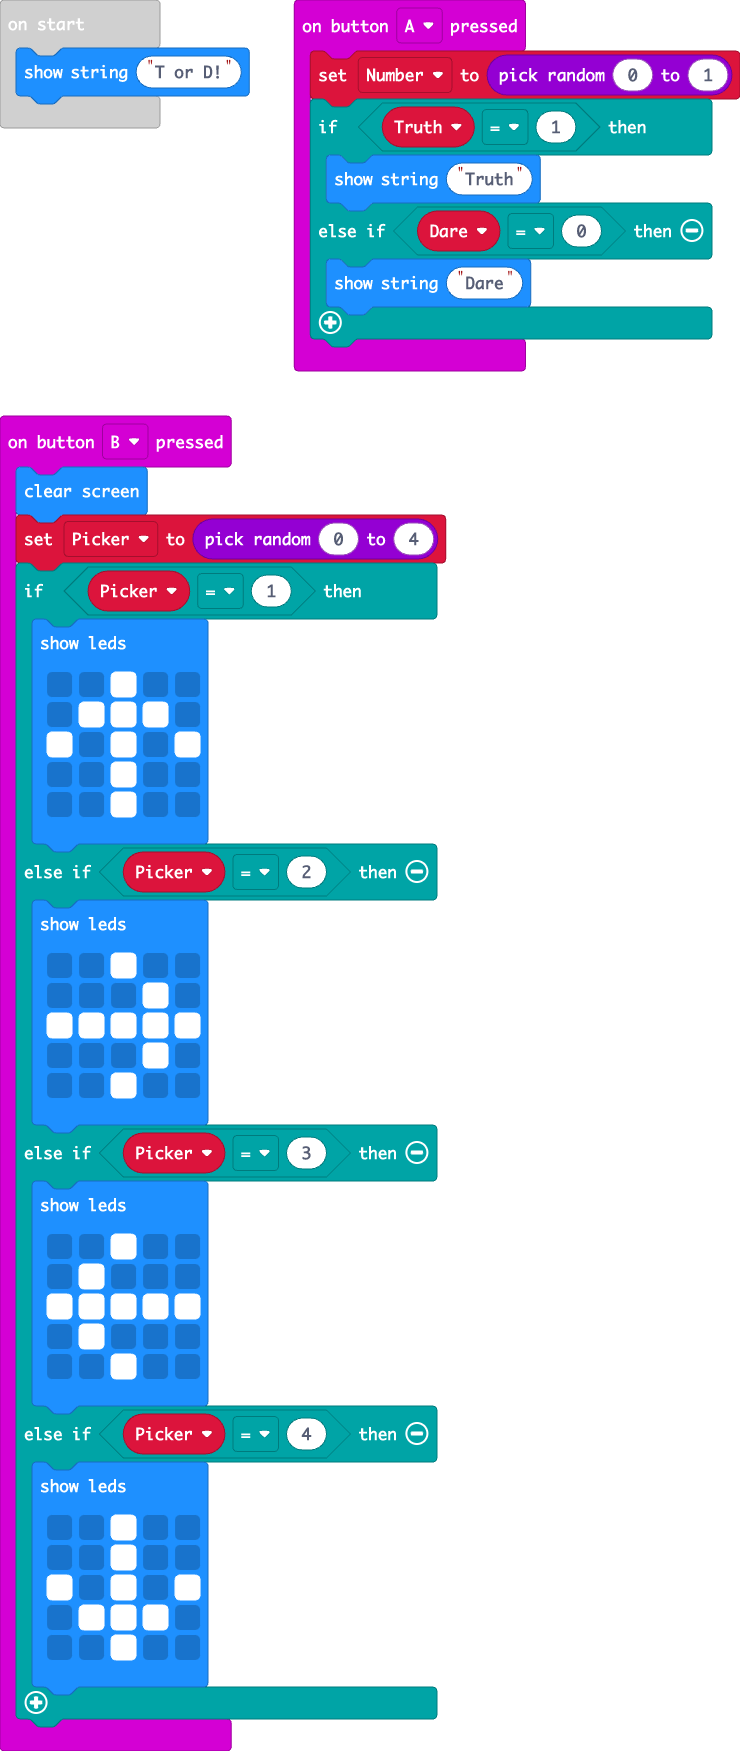 on start
show string "T or D!"
on button A pressed
set Number to pick random 0 to 1
if Truth = 1 then
show string "Truth"
else if Dare = 0 then
show string "Dare"
on button B pressed
clear screen
set Picker to pick random 0 to 4
if Picker = 1 then
show leds
else if Picker = 2 then
show leds
else if Picker = 3 then
show leds
else if Picker = 4 then
show leds